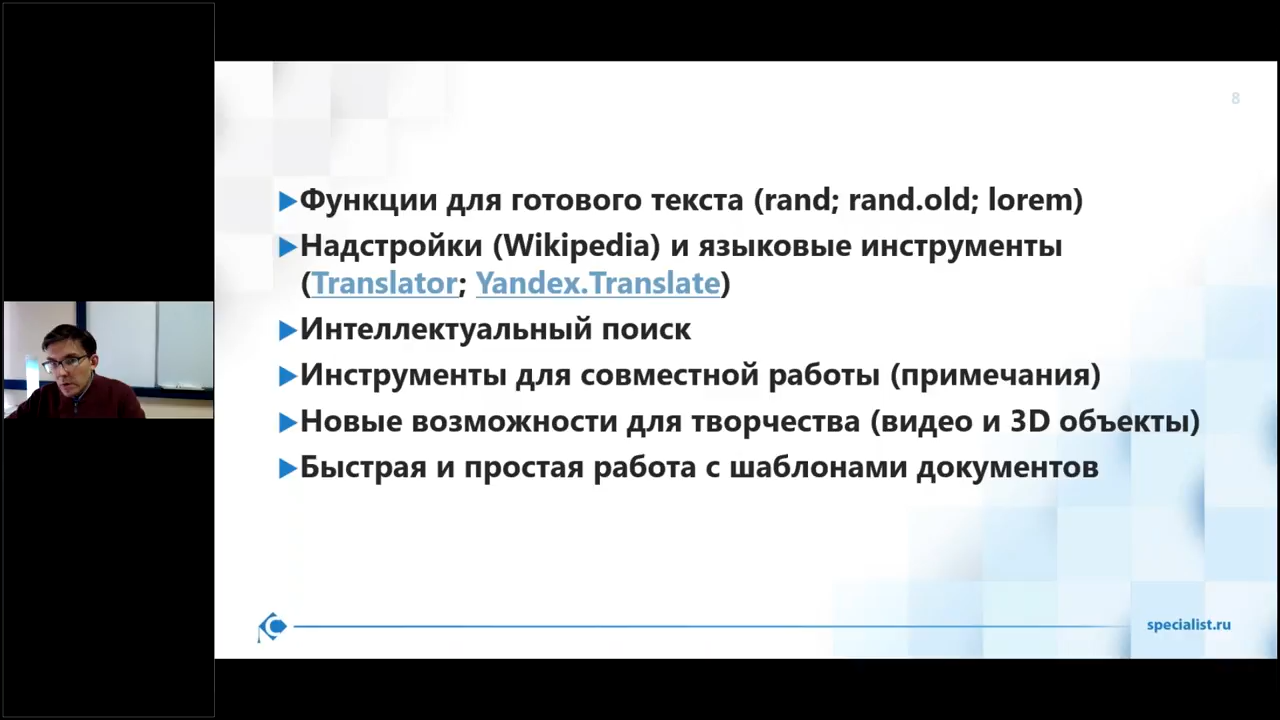 8
Функции для готового текста (rand; rand.old; lorem)
Надстройки (Wikipedia) и языковые инструменты
(Translator; Yandex.Translate)
Интеллектуальный поиск
Инструменты для совместной работы (примечания)
Новые возможности для творчества (видео и 3D объекты)
Быстрая и простая работа с шаблонами документов
specialist.ru